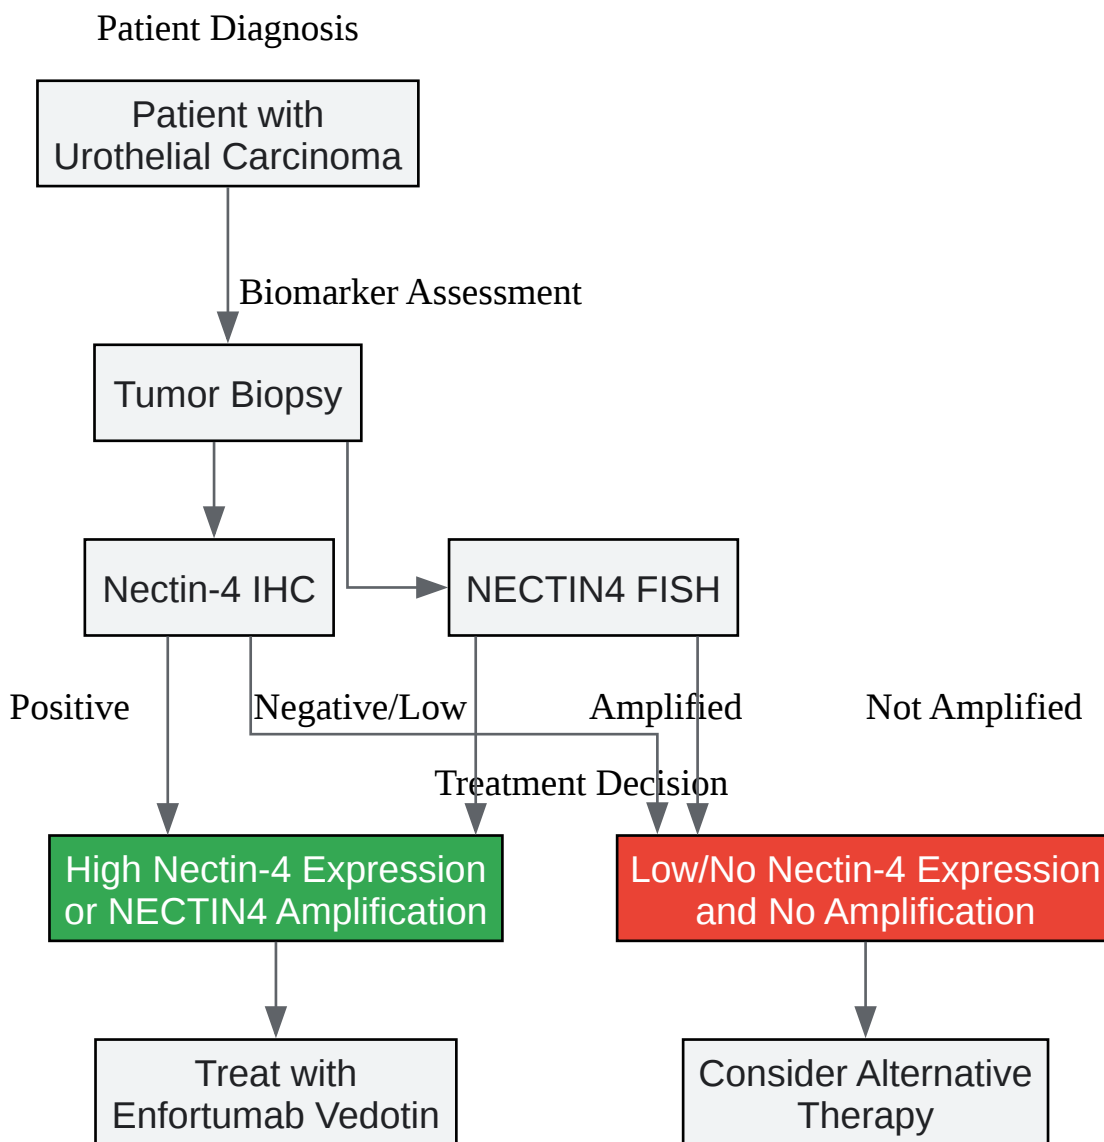 Patient Diagnosis
Patient with
Urothelial Carcinoma
Biomarker Assessment
Tumor Biopsy
Nectin-4 IHC
NECTIN4 FISH
Positive
Negative/Low
Amplified
Not Amplified
Treatment Decision
High Nectin-4 Expression
or NECTIN4 Amplification
Low/No Nectin-4 Expression
and No Amplification
Treat with
Enfortumab Vedotin
Consider Alternative
Therapy